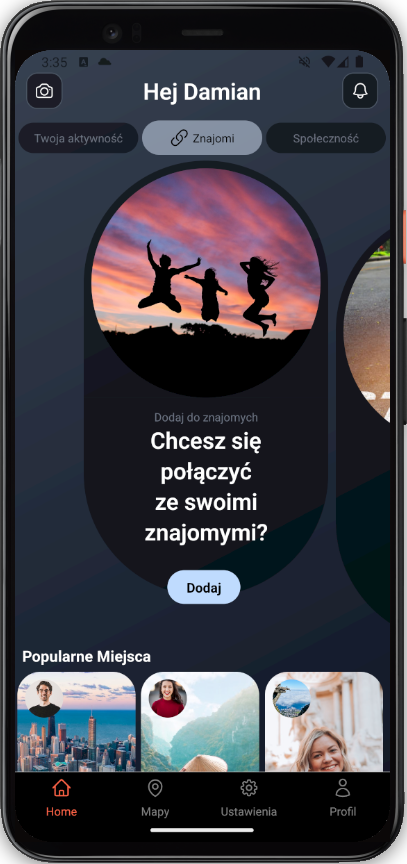 3:35
Hej Damian
Twoja aktywność
Znajomi
Społeczność
Dodaj do znajomych
Chcesz się
połączyć
ze swoimi
znajomymi?
Dodaj
Popularne Miejsca
Home
Mapy
Ustawienia
Profil